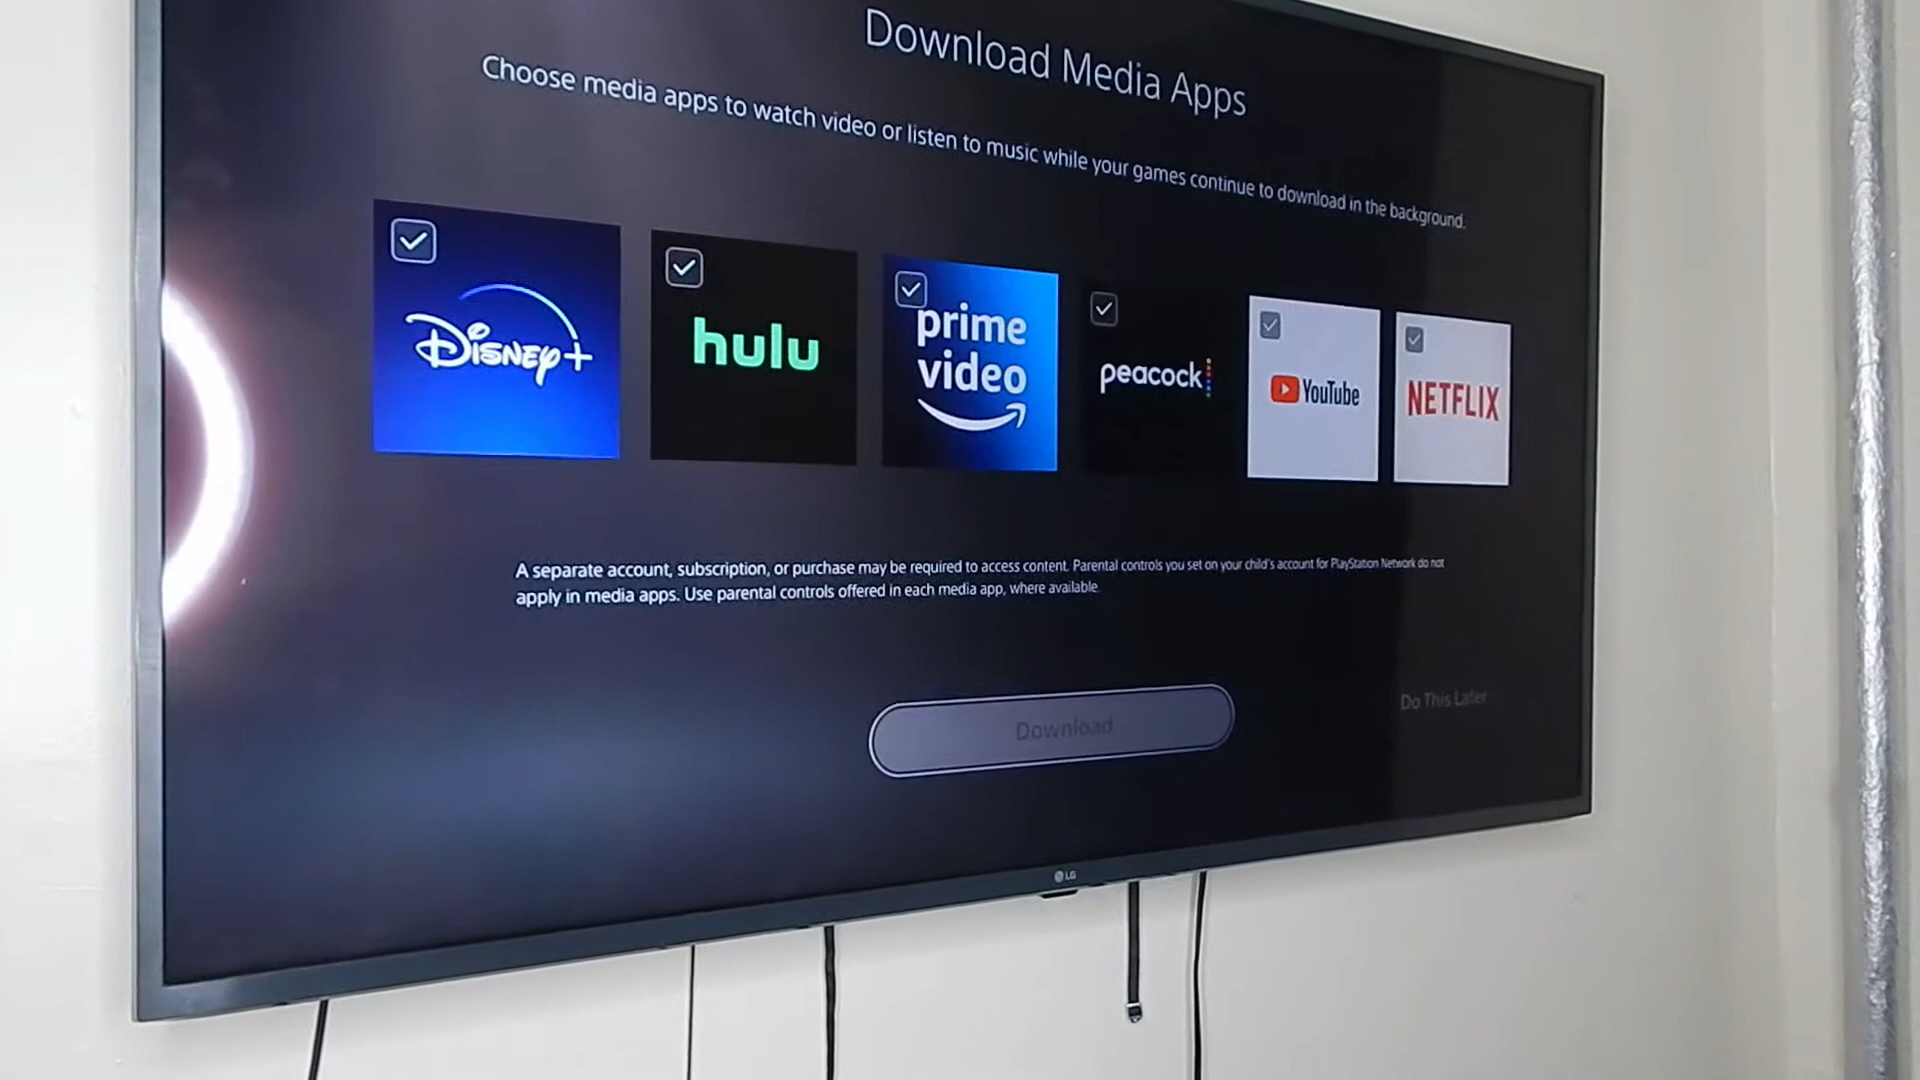 Download Media Apps
Choose media apps to watch video or listen to music while your games continue to download in the background.
Disney+
hulu
prime
video
peacock
YouTube
NETFLIX
A separate account, subscription, or purchase may be required to access content. Parental controls you set on your child's account for PlayStation Network do not
apply in media apps. Use parental controls offered in each media app, where available.
Download
Do This Later
LG